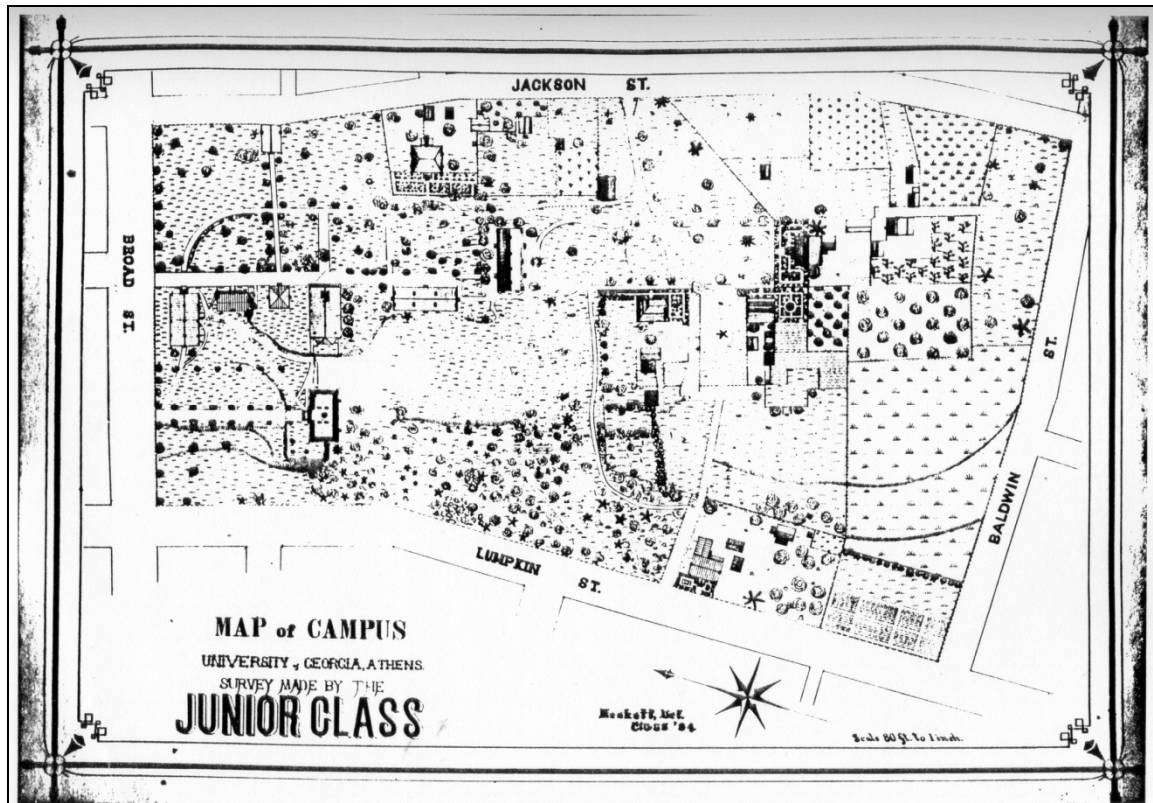 JACKSON ST.
BROAD ST.
BALDWIN ST.
LUMPKIN ST.
MAP of CAMPUS
UNIVERSITY of GEORGIA, ATHENS.
SURVEY MADE BY THE
JUNIOR CLASS
Del.
Class '84
Scale 80 ft. to 1 inch.